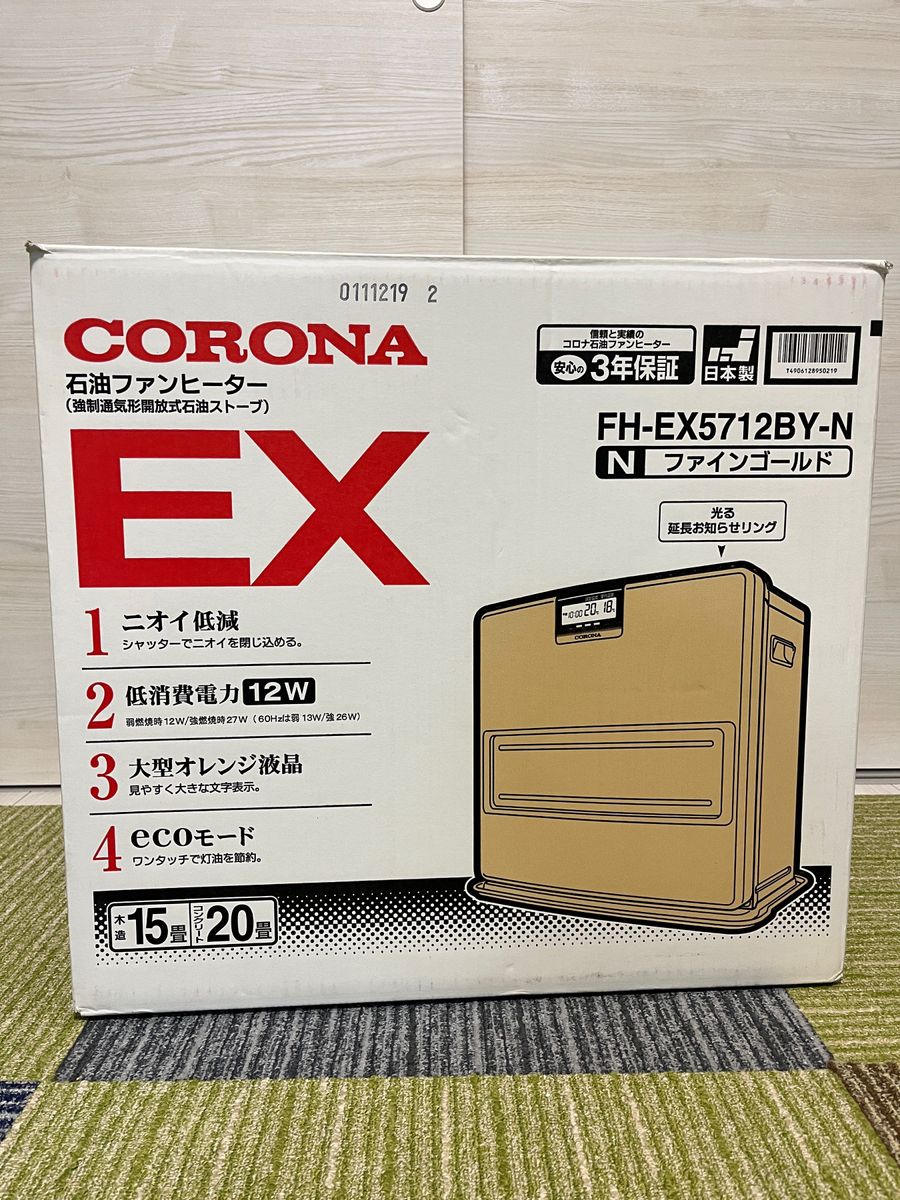 0111219 2
CORONA
石油ファンヒーター
(強制通気形開放式石油ストーブ)
EX
信頼と実績の
コロナ石油ファンヒーター
安心の 3年保証
日本製
T4906128950219
FH-EX5712BY-N
N ファインゴールド
光る
延長お知らせリング
10:00 20 18
CORONA
1 ニオイ低減
シャッターでニオイを閉じ込める。
2 低消費電力 12W
弱燃焼時12W/強燃焼時27W (60Hzは弱13W/強26W)
3 大型オレンジ液晶
見やすく大きな文字表示。
4 ecoモード
ワンタッチで灯油を節約。
木造 15畳 コンクリート 20畳